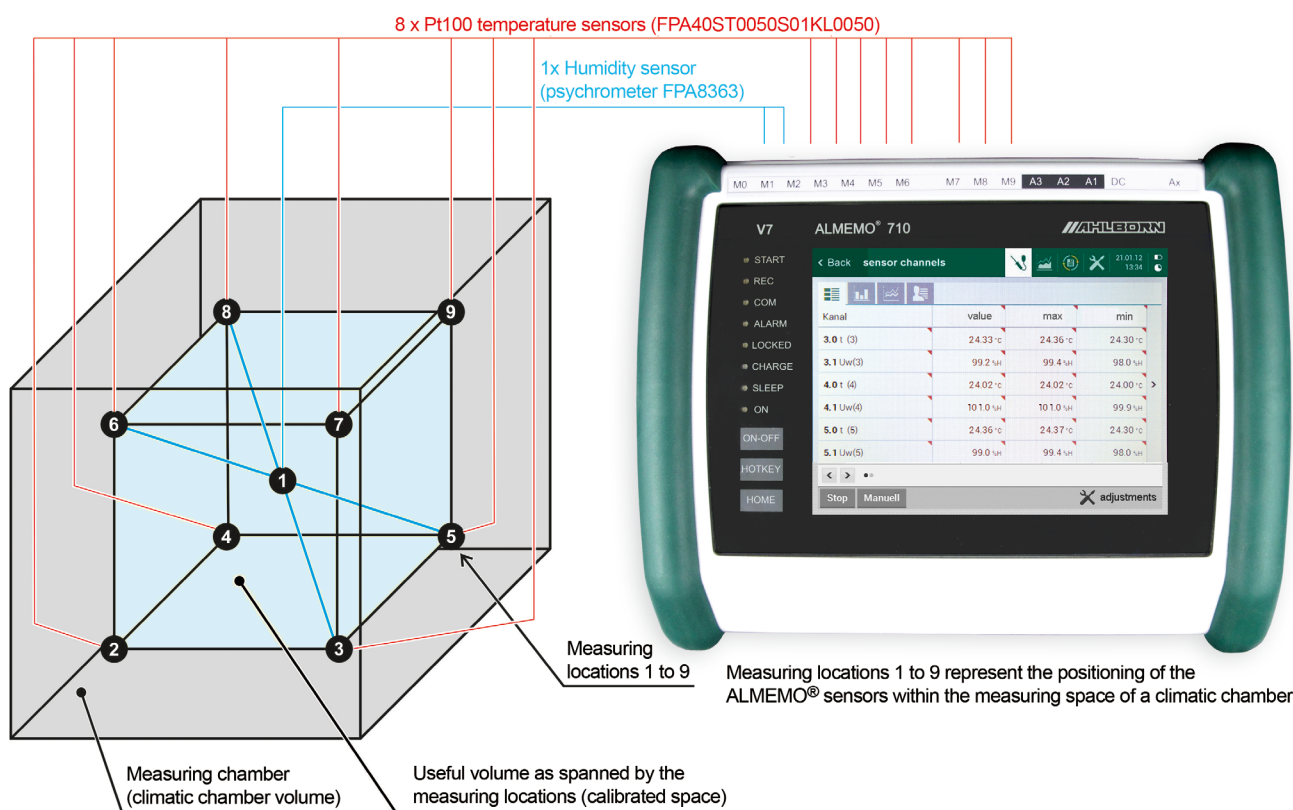 8 x Pt100 temperature sensors (FPA40ST0050S01KL0050)
1x Humidity sensor
(psychrometer FPA8363)
M0 M1 M2 M3 M4 M5 M6 M7 M8 M9 A3 A2 A1 DC Ax
V7 ALMEMO® 710 AHLBORN
START
REC
COM
ALARM
LOCKED
CHARGE
SLEEP
ON
ON-OFF
HOTKEY
HOME
< Back sensor channels 21.01.12
13:34
Kanal value max min
3.0 t (3) 24.33 °C 24.36 °C 24.30 °C
3.1 Uw(3) 99.2 %H 99.4 %H 98.0 %H
4.0 t (4) 24.02 °C 24.02 °C 24.00 °C >
4.1 Uw(4) 101.0 %H 101.0 %H 99.9 %H
5.0 t (5) 24.36 °C 24.37 °C 24.30 °C
5.1 Uw(5) 99.0 %H 99.4 %H 98.0 %H
< >
Stop Manuell adjustments
8 9
6 7
1
4 5
2 3
Measuring
locations 1 to 9
Measuring locations 1 to 9 represent the positioning of the
ALMEMO® sensors within the measuring space of a climatic chamber
Measuring chamber
(climatic chamber volume)
Useful volume as spanned by the
measuring locations (calibrated space)